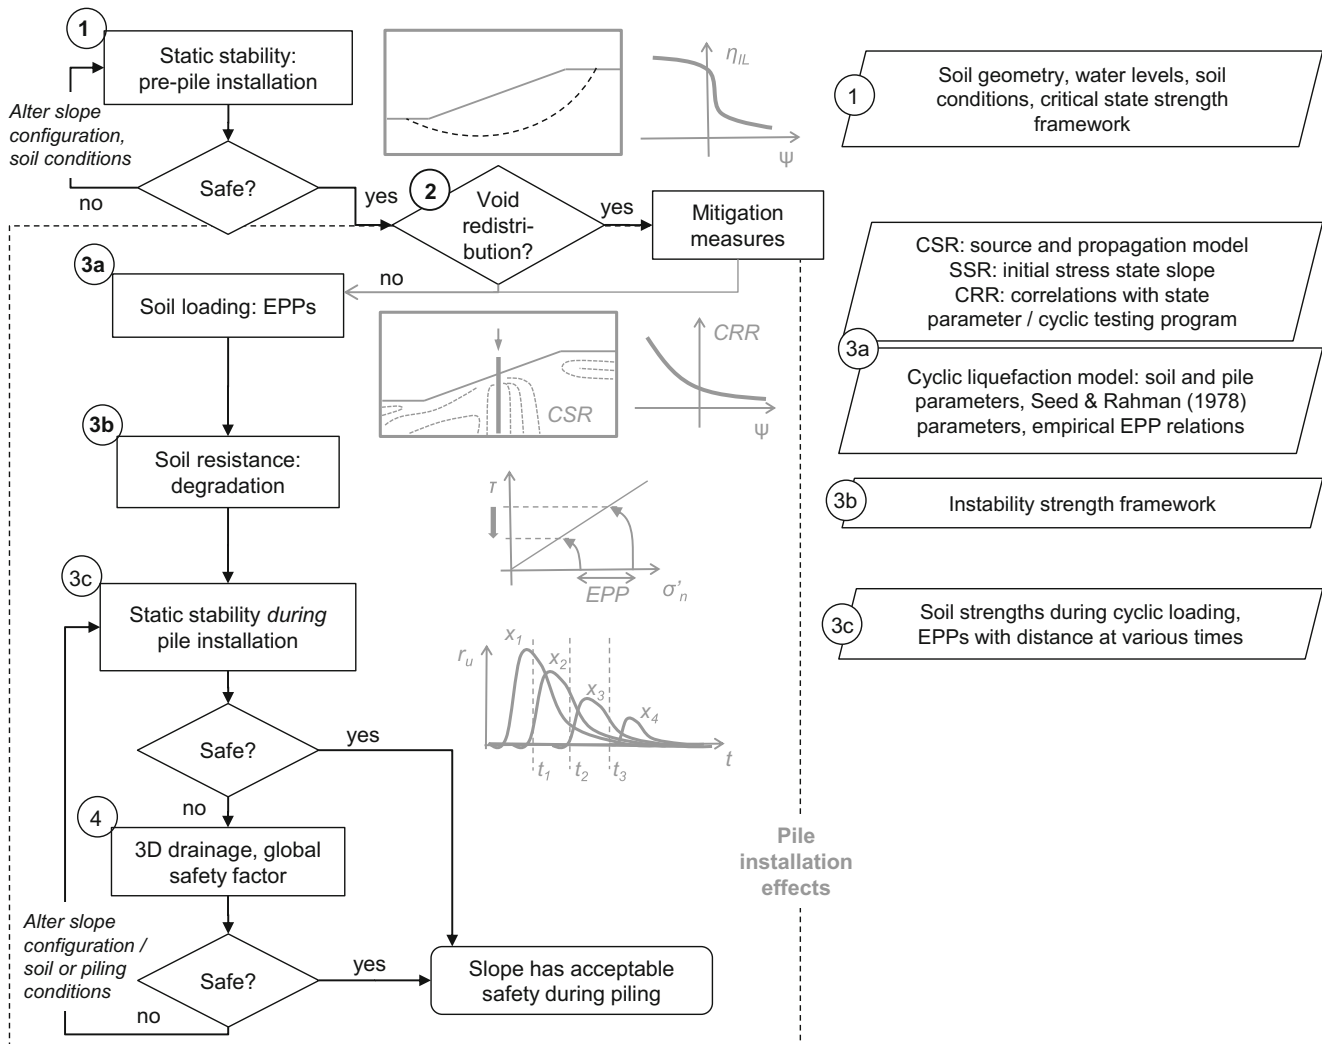 1
Static stability:
pre-pile installation
Alter slope
configuration,
soil conditions
Safe?
no
yes
2
Void
redistri-
bution?
yes
Mitigation
measures
no
η_IL
Ψ
3a
Soil loading: EPPs
CSR
CRR
Ψ
3b
Soil resistance:
degradation
τ
EPP
σ'_n
3c
Static stability during
pile installation
r_u
x_1
x_2
x_3
x_4
t_1
t_2
t_3
t
Safe?
yes
no
4
3D drainage, global
safety factor
Alter slope
configuration /
soil or piling
conditions
Safe?
yes
no
Slope has acceptable
safety during piling
Pile
installation
effects
1
Soil geometry, water levels, soil
conditions, critical state strength
framework
3a
CSR: source and propagation model
SSR: initial stress state slope
CRR: correlations with state
parameter / cyclic testing program
Cyclic liquefaction model: soil and pile
parameters, Seed & Rahman (1978)
parameters, empirical EPP relations
3b
Instability strength framework
3c
Soil strengths during cyclic loading,
EPPs with distance at various times